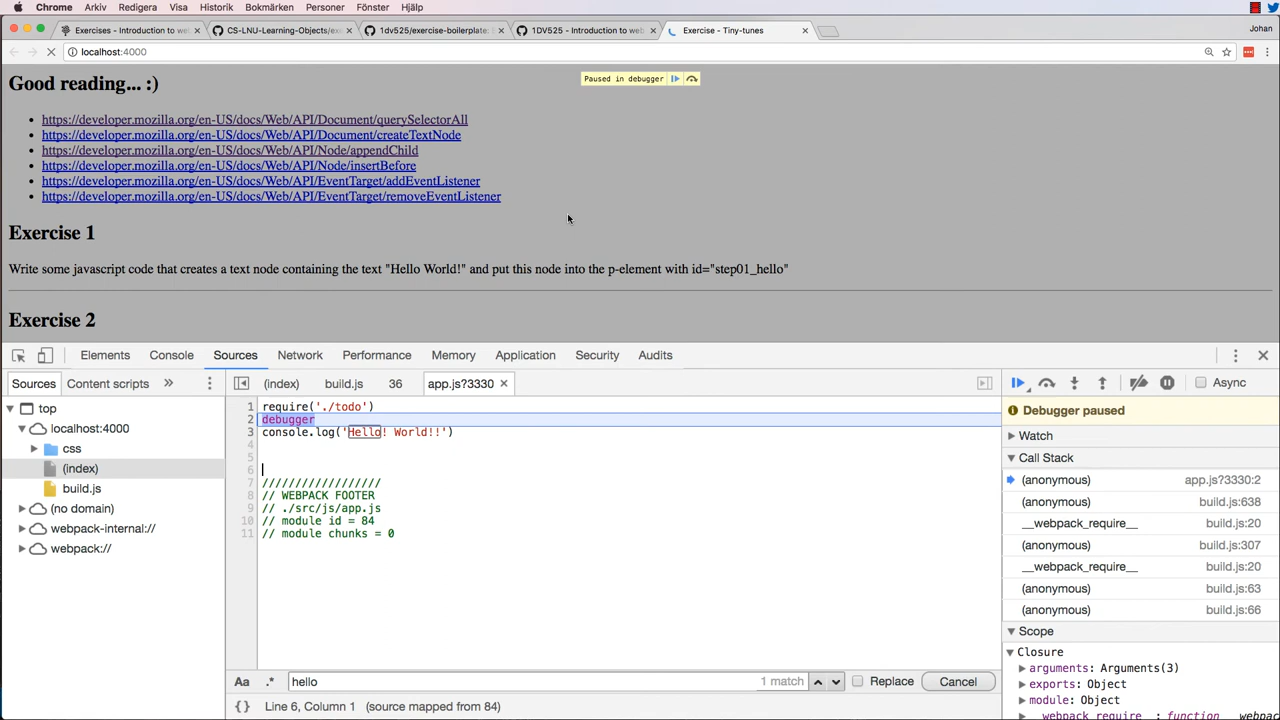 Chrome Arkiv Redigera Visa Historik Bokmärken Personer Fönster Hjälp
Exercises - Introduction to we
CS-LNU-Learning-Objects/exe
1dv525/exercise-boilerplate: s
1DV525 - Introduction to web
Exercise - Tiny-tunes
Johan
localhost:4000
Paused in debugger
Good reading... :)
https://developer.mozilla.org/en-US/docs/Web/API/Document/querySelectorAll
https://developer.mozilla.org/en-US/docs/Web/API/Document/createTextNode
https://developer.mozilla.org/en-US/docs/Web/API/Node/appendChild
https://developer.mozilla.org/en-US/docs/Web/API/Node/insertBefore
https://developer.mozilla.org/en-US/docs/Web/API/EventTarget/addEventListener
https://developer.mozilla.org/en-US/docs/Web/API/EventTarget/removeEventListener
Exercise 1
Write some javascript code that creates a text node containing the text "Hello World!" and put this node into the p-element with id="step01_hello"
Exercise 2
Elements Console Sources Network Performance Memory Application Security Audits
Sources Content scripts »
(index) build.js 36 app.js?3330 ×
Async
top
localhost:4000
css
(index)
build.js
(no domain)
webpack-internal://
webpack://
1 require('./todo')
2 debugger
3 console.log('Hello! World!!')
4
5
6
7 //////////////////
8 // WEBPACK FOOTER
9 // ./src/js/app.js
10 // module id = 84
11 // module chunks = 0
Aa .* hello 1 match Replace Cancel
{} Line 6, Column 1 (source mapped from 84)
Debugger paused
Watch
Call Stack
(anonymous) app.js?3330:2
(anonymous) build.js:638
__webpack_require__ build.js:20
(anonymous) build.js:307
__webpack_require__ build.js:20
(anonymous) build.js:63
(anonymous) build.js:66
Scope
Closure
arguments: Arguments(3)
exports: Object
module: Object